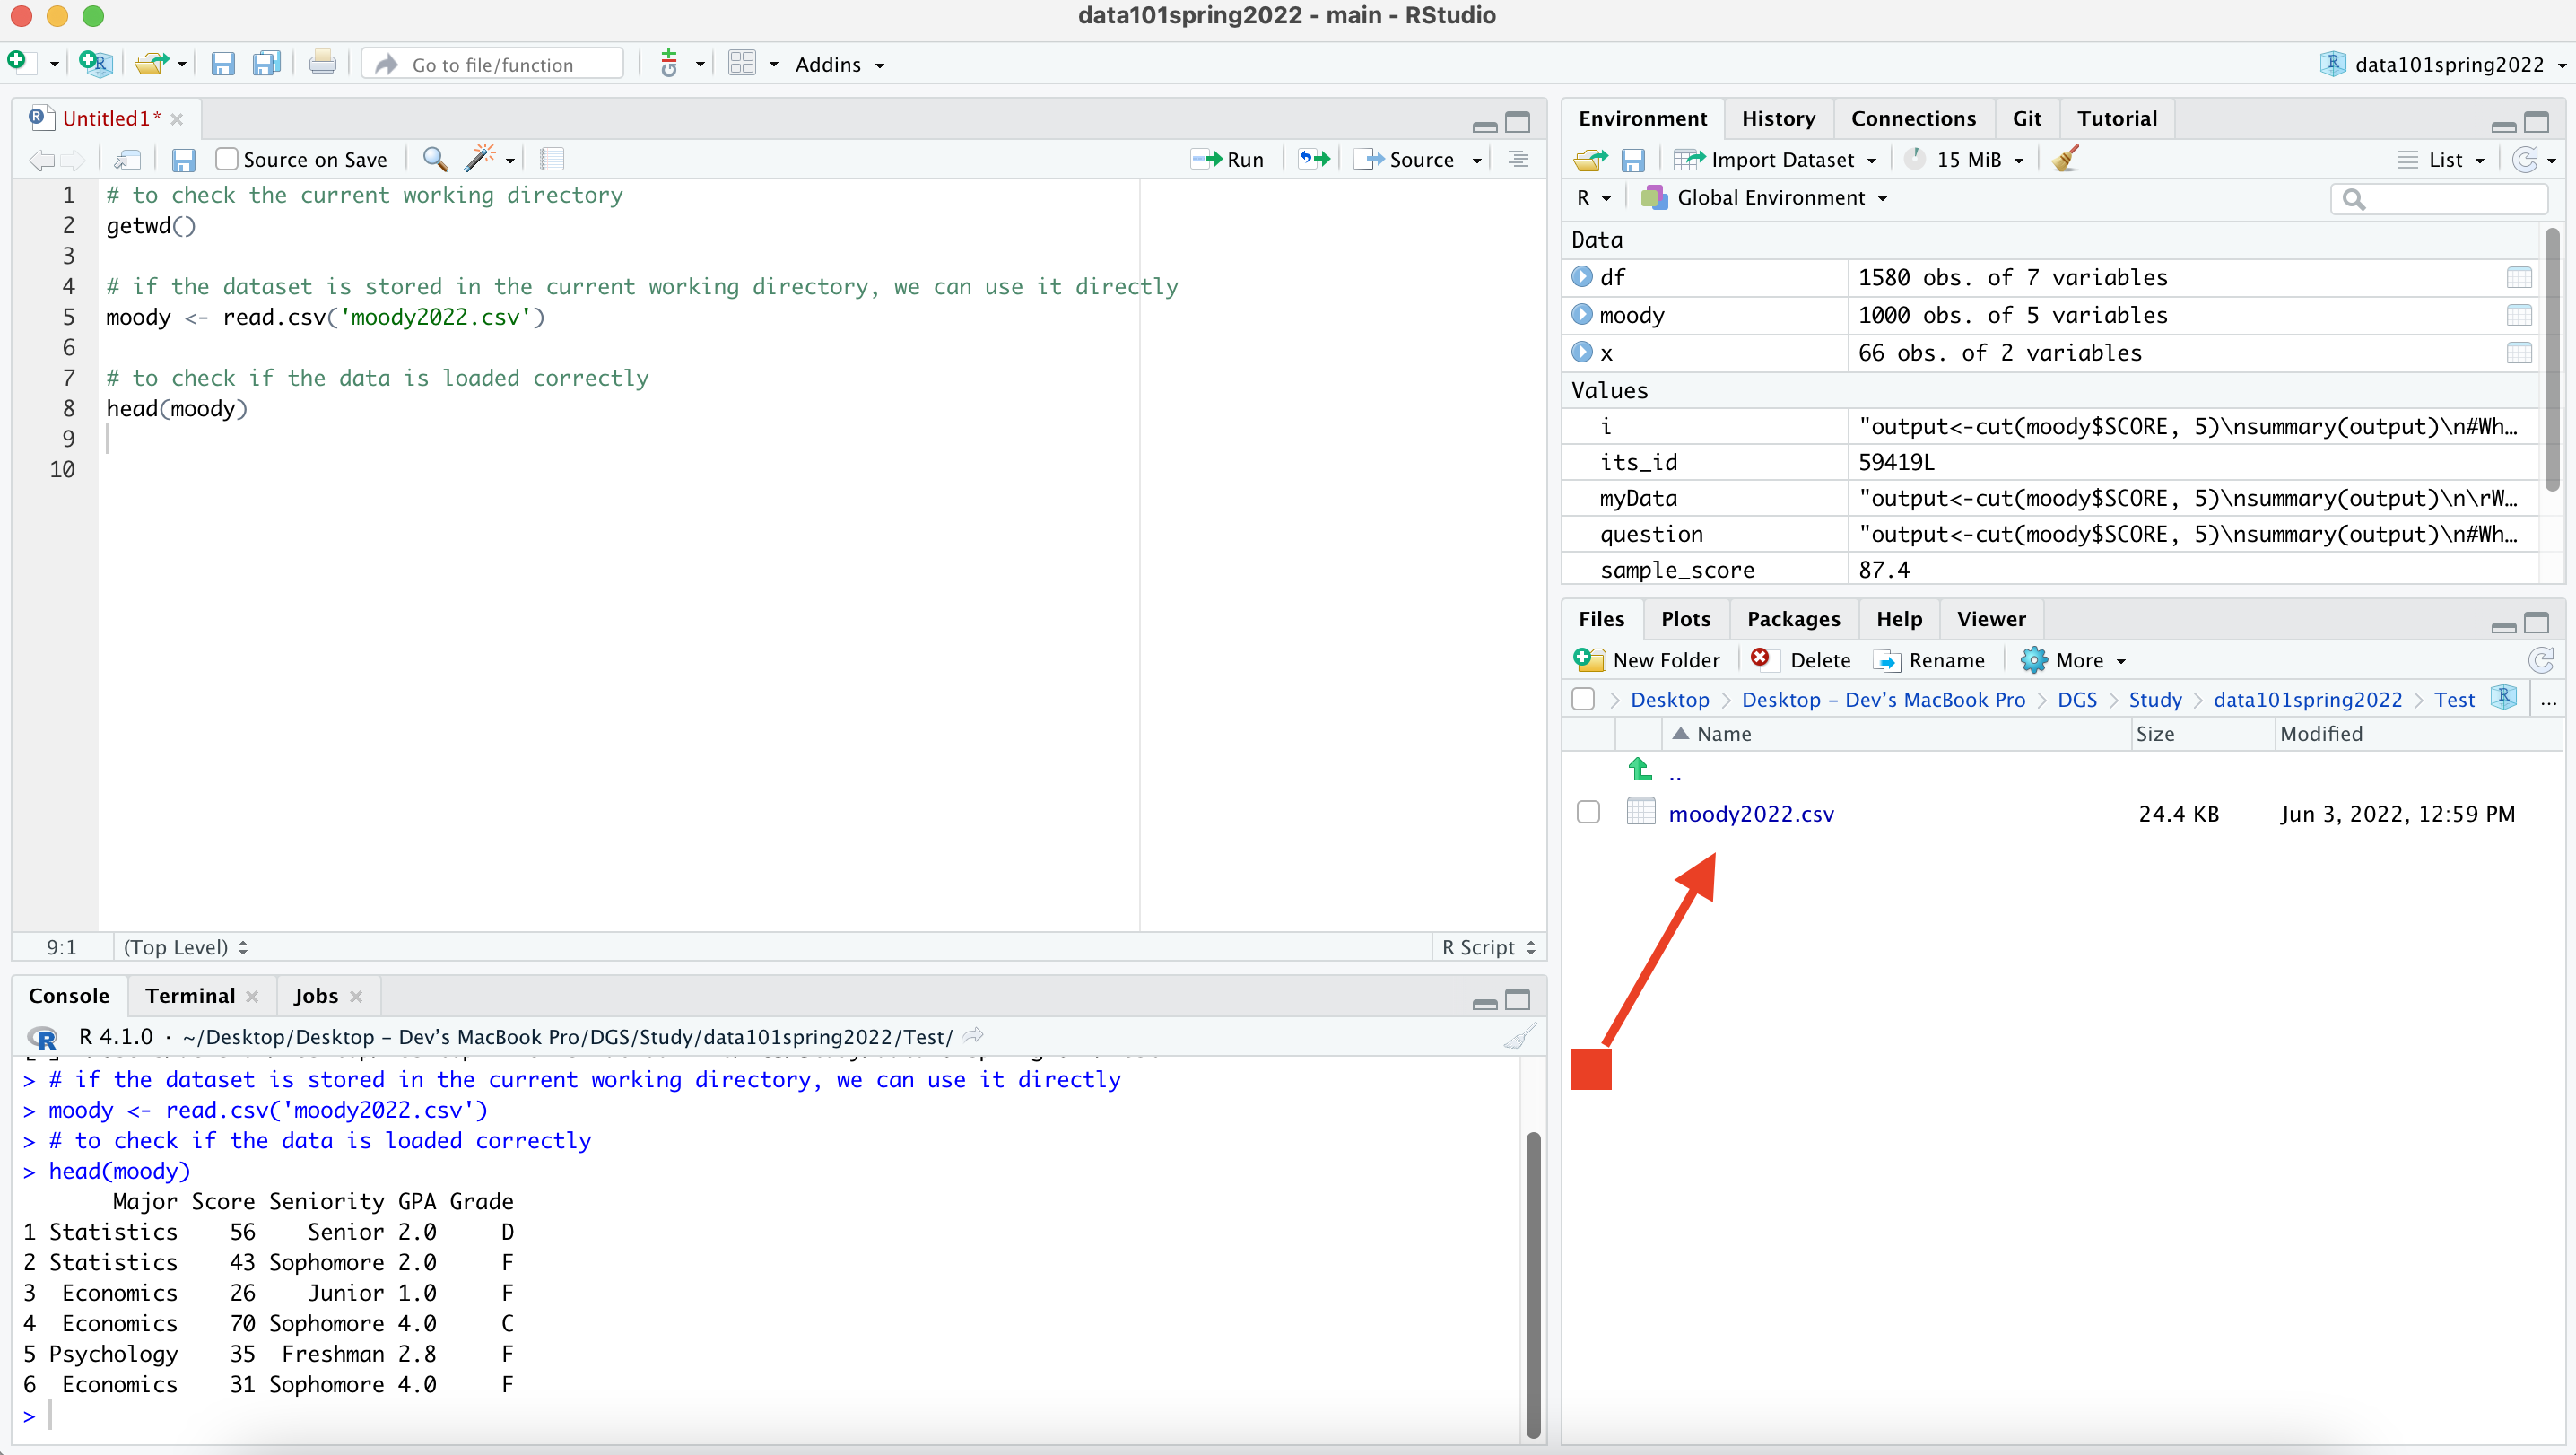 data101spring2022 - main - RStudio
Go to file/function
Addins
data101spring2022
Untitled1*
Source on Save
Run
Source
1 # to check the current working directory
2 getwd()
3
4 # if the dataset is stored in the current working directory, we can use it directly
5 moody <- read.csv('moody2022.csv')
6
7 # to check if the data is loaded correctly
8 head(moody)
9
10
9:1 (Top Level) R Script
Console Terminal Jobs
R 4.1.0 · ~/Desktop/Desktop – Dev’s MacBook Pro/DGS/Study/data101spring2022/Test/
> # if the dataset is stored in the current working directory, we can use it directly
> moody <- read.csv('moody2022.csv')
> # to check if the data is loaded correctly
> head(moody)
Major Score Seniority GPA Grade
1 Statistics 56 Senior 2.0 D
2 Statistics 43 Sophomore 2.0 F
3 Economics 26 Junior 1.0 F
4 Economics 70 Sophomore 4.0 C
5 Psychology 35 Freshman 2.8 F
6 Economics 31 Sophomore 4.0 F
>
Environment History Connections Git Tutorial
Import Dataset 15 MiB List
R Global Environment
Data
df 1580 obs. of 7 variables
moody 1000 obs. of 5 variables
x 66 obs. of 2 variables
Values
i "output<-cut(moody$SCORE, 5)\nsummary(output)\n#Wh…
its_id 59419L
myData "output<-cut(moody$SCORE, 5)\nsummary(output)\n\rW…
question "output<-cut(moody$SCORE, 5)\nsummary(output)\n#Wh…
sample_score 87.4
Files Plots Packages Help Viewer
New Folder Delete Rename More
Desktop Desktop – Dev’s MacBook Pro DGS Study data101spring2022 Test ...
Name Size Modified
..
moody2022.csv 24.4 KB Jun 3, 2022, 12:59 PM